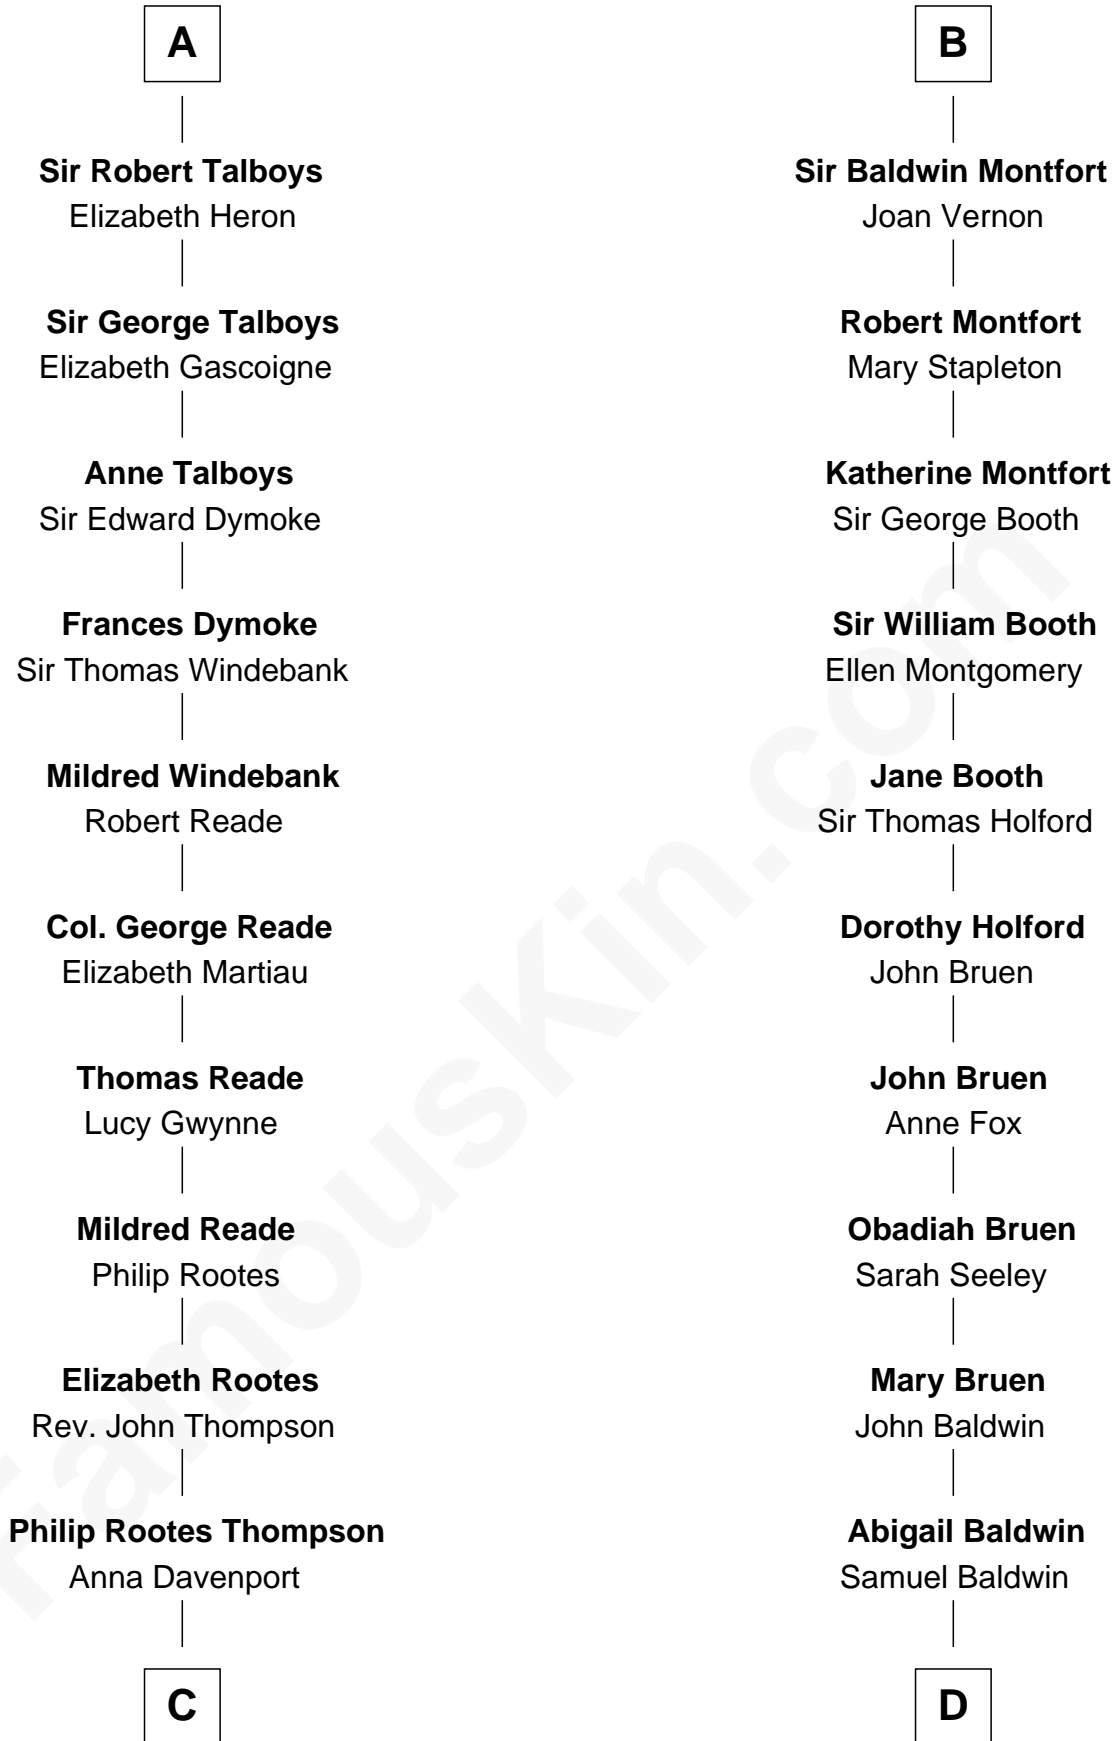 A
Sir Robert Talboys
Elizabeth Heron
Sir George Talboys
Elizabeth Gascoigne
Anne Talboys
Sir Edward Dymoke
Frances Dymoke
Sir Thomas Windebank
Mildred Windebank
Robert Reade
Col. George Reade
Elizabeth Martiau
Thomas Reade
Lucy Gwynne
Mildred Reade
Philip Rootes
Elizabeth Rootes
Rev. John Thompson
Philip Rootes Thompson
Anna Davenport
C
B
Sir Baldwin Montfort
Joan Vernon
Robert Montfort
Mary Stapleton
Katherine Montfort
Sir George Booth
Sir William Booth
Ellen Montgomery
Jane Booth
Sir Thomas Holford
Dorothy Holford
John Bruen
John Bruen
Anne Fox
Obadiah Bruen
Sarah Seeley
Mary Bruen
John Baldwin
Abigail Baldwin
Samuel Baldwin
D
FamousKin.com